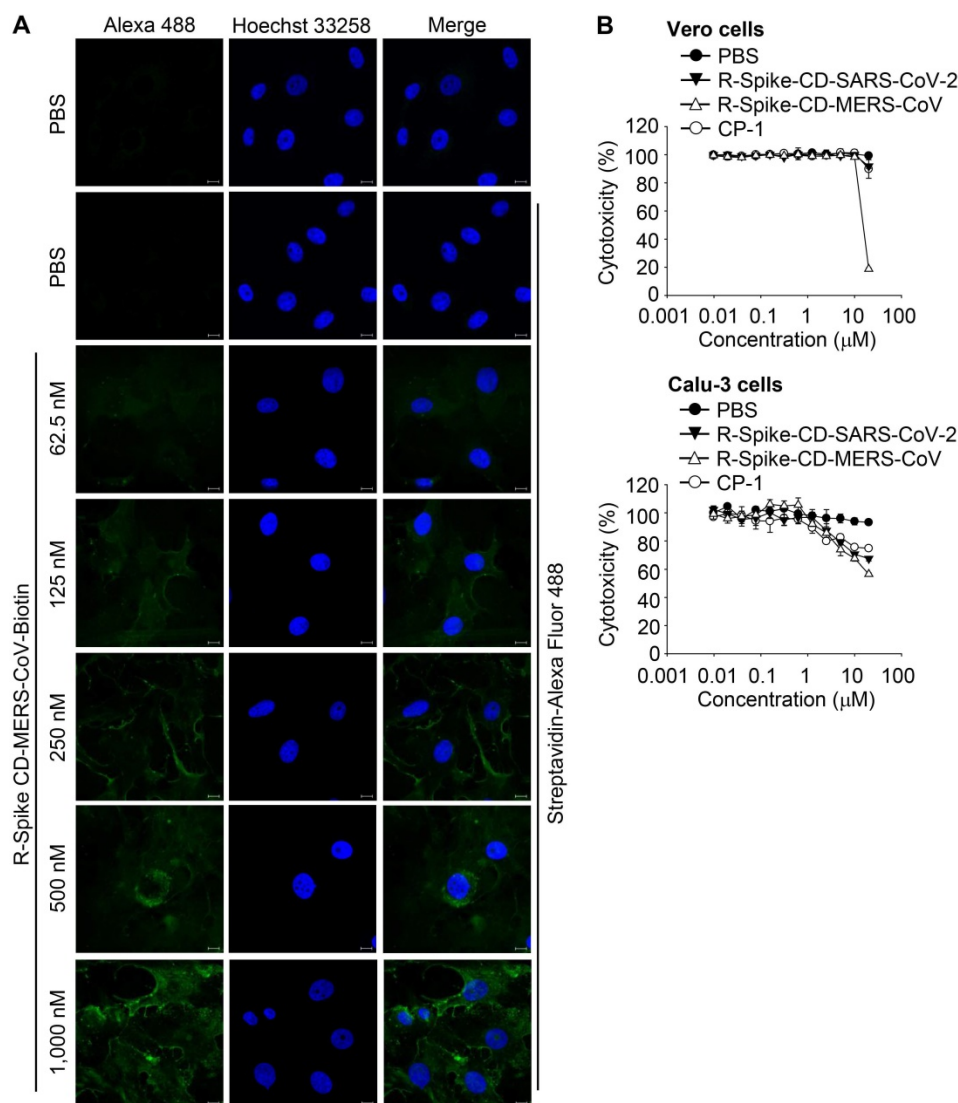 A
Alexa 488
Hoechst 33258
Merge
PBS
PBS
62.5 nM
125 nM
250 nM
500 nM
1,000 nM
R-Spike CD-MERS-CoV-Biotin
Streptavidin-Alexa Fluor 488
B
Vero cells
PBS
R-Spike-CD-SARS-CoV-2
R-Spike-CD-MERS-CoV
CP-1
Cytotoxicity (%)
120
100
80
60
40
20
0
0.001
0.01
0.1
1
10
100
Concentration (µM)
Calu-3 cells
PBS
R-Spike-CD-SARS-CoV-2
R-Spike-CD-MERS-CoV
CP-1
Cytotoxicity (%)
120
100
80
60
40
20
0
0.001
0.01
0.1
1
10
100
Concentration (µM)